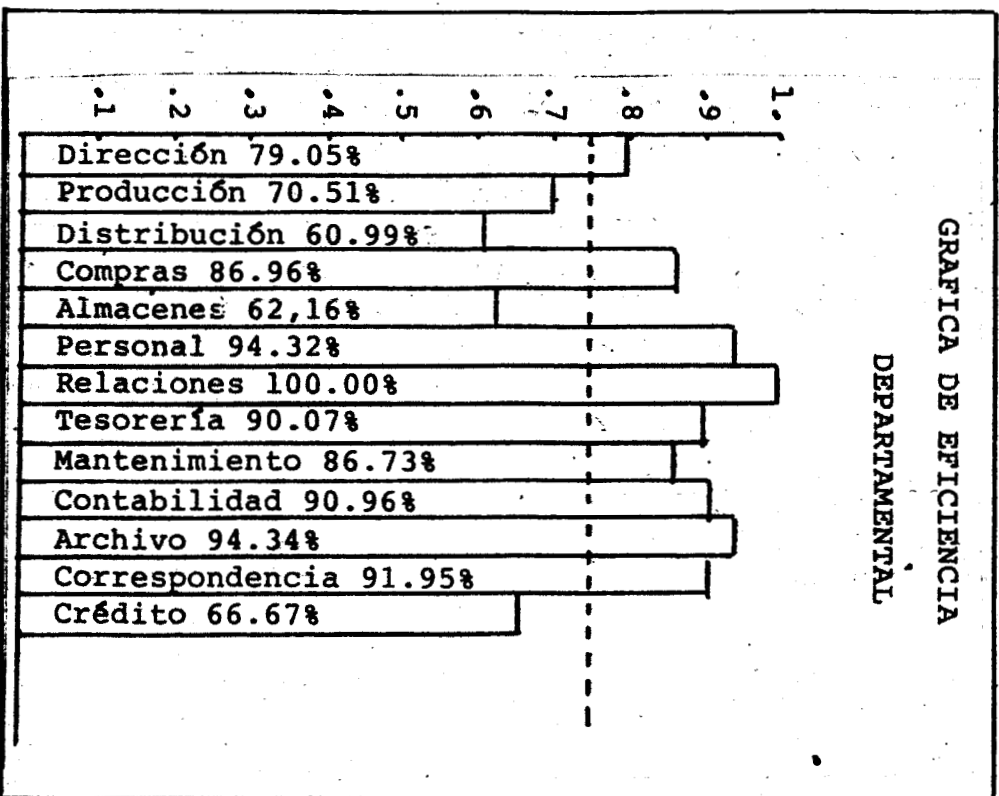 GRAFICA DE EFICIENCIA
DEPARTAMENTAL
.1 .2 .3 .4 .5 .6 .7 .8 .9 1.
Dirección 79.05%
Producción 70.51%
Distribución 60.99%
Compras 86.96%
Almacenes 62,16%
Personal 94.32%
Relaciones 100.00%
Tesorería 90.07%
Mantenimiento 86.73%
Contabilidad 90.96%
Archivo 94.34%
Correspondencia 91.95%
Crédito 66.67%